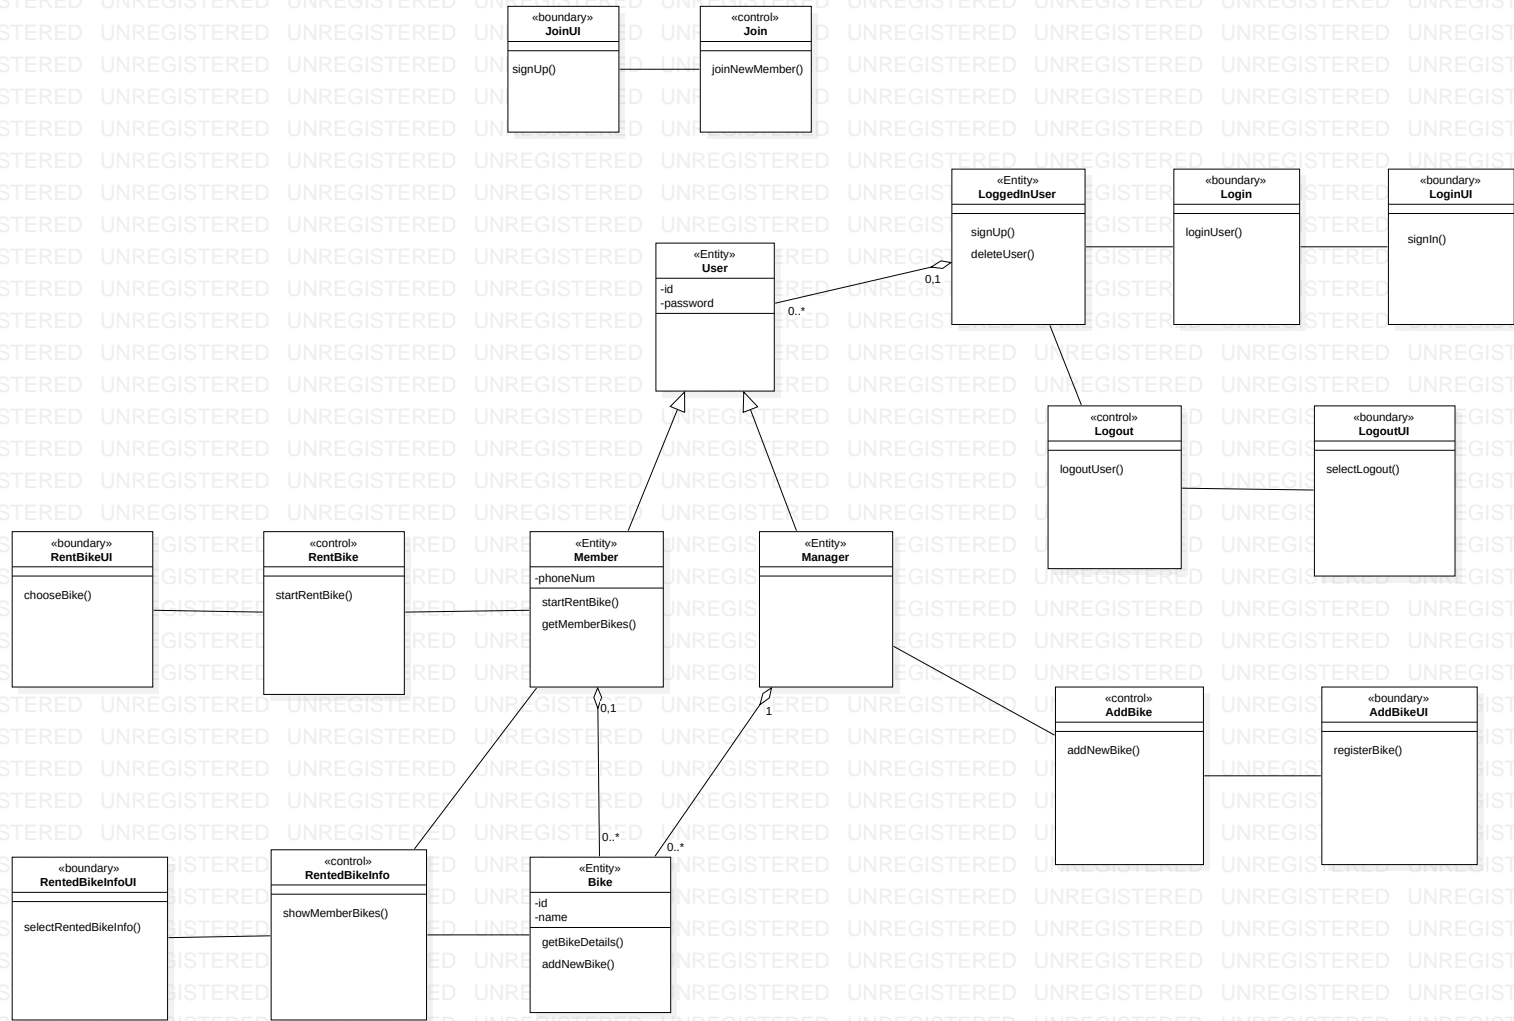 «boundary»
JoinUI
signUp()
«control»
Join
joinNewMember()
«Entity»
LoggedInUser
signUp()
deleteUser()
«boundary»
Login
loginUser()
«boundary»
LoginUI
signIn()
«Entity»
User
-id
-password
0,1
0..*
«control»
Logout
logoutUser()
«boundary»
LogoutUI
selectLogout()
«boundary»
RentBikeUI
chooseBike()
«control»
RentBike
startRentBike()
«Entity»
Member
-phoneNum
startRentBike()
getMemberBikes()
«Entity»
Manager
0,1
1
«control»
AddBike
addNewBike()
«boundary»
AddBikeUI
registerBike()
0..*
0..*
«boundary»
RentedBikeInfoUI
selectRentedBikeInfo()
«control»
RentedBikeInfo
showMemberBikes()
«Entity»
Bike
-id
-name
getBikeDetails()
addNewBike()
UNREGISTERED